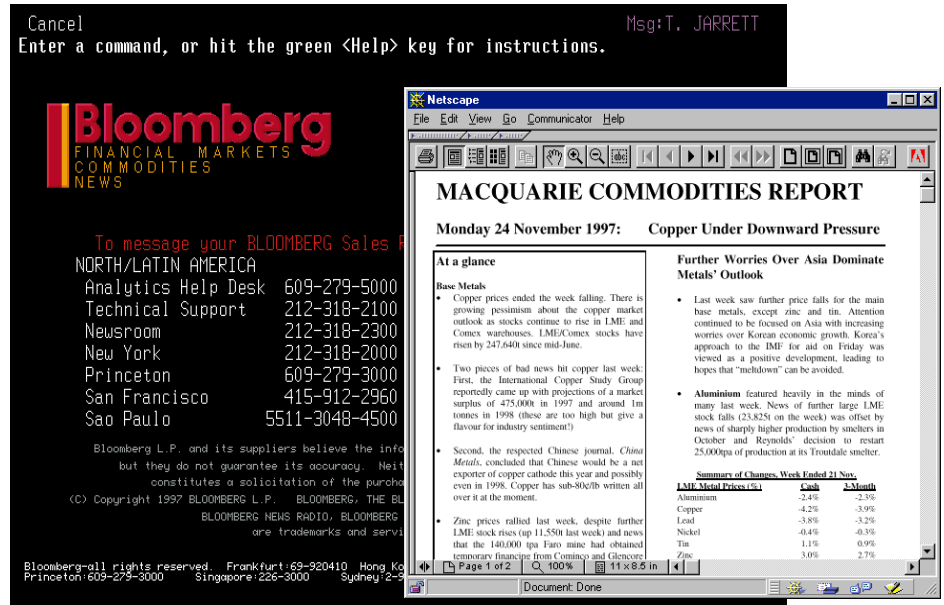 Cancel
Msg:T. JARRETT
Enter a command, or hit the green <Help> key for instructions.
Bloomberg
FINANCIAL MARKETS
COMMODITIES
NEWS
To message your BLOOMBERG Sales R
NORTH/LATIN AMERICA
Analytics Help Desk 609-279-5000
Technical Support 212-318-2100
Newsroom 212-318-2300
New York 212-318-2000
Princeton 609-279-3000
San Francisco 415-912-2960
Sao Paulo 5511-3048-4500
Bloomberg L.P. and its suppliers believe the info
but they do not guarantee its accuracy. Neit
constitutes a solicitation of the purcha
(C) Copyright 1997 BLOOMBERG L.P. BLOOMBERG, THE BL
BLOOMBERG NEWS RADIO, BLOOMBERG
are trademarks and servi
Bloomberg-all rights reserved. Frankfurt:69-920410 Hong Ko
Princeton:609-279-3000 Singapore:226-3000 Sydney:2-9
Netscape
File Edit View Go Communicator Help
MACQUARIE COMMODITIES REPORT
Monday 24 November 1997: Copper Under Downward Pressure
At a glance
Base Metals
• Copper prices ended the week falling. There is
growing pessimism about the copper market
outlook as stocks continue to rise in LME and
Comex warehouses. LME/Comex stocks have
risen by 247,640t since mid-June.
• Two pieces of bad news hit copper last week:
First, the International Copper Study Group
reportedly came up with projections of a market
surplus of 475,000t in 1997 and around 1m
tonnes in 1998 (these are too high but give a
flavour for industry sentiment!)
• Second, the respected Chinese journal, China
Metals, concluded that Chinese would be a net
exporter of copper cathode this year and possibly
even in 1998. Copper has sub-80c/lb written all
over it at the moment.
• Zinc prices rallied last week, despite further
LME stock rises (up 11,550t last week) and news
that the 140,000 tpa Faro mine had obtained
temporary financing from Cominco and Glencore
Further Worries Over Asia Dominate
Metals' Outlook
• Last week saw further price falls for the main
base metals, except zinc and tin. Attention
continued to be focused on Asia with increasing
worries over Korean economic growth. Korea's
approach to the IMF for aid on Friday was
viewed as a positive development, leading to
hopes that "meltdown" can be avoided.
• Aluminium featured heavily in the minds of
many last week. News of further large LME
stock falls (23,825t on the week) was offset by
news of sharply higher production by smelters in
October and Reynolds' decision to restart
25,000tpa of production at its Troutdale smelter.
Summary of Changes, Week Ended 21 Nov.
LME Metal Prices (%) Cash 3-Month
Aluminium -2.4% -2.3%
Copper -4.2% -3.9%
Lead -3.8% -3.2%
Nickel -0.4% -0.5%
Tin 1.1% 0.9%
Zinc 3.0% 2.7%
Page 1 of 2 100% 11 x 8.5 in
Document: Done